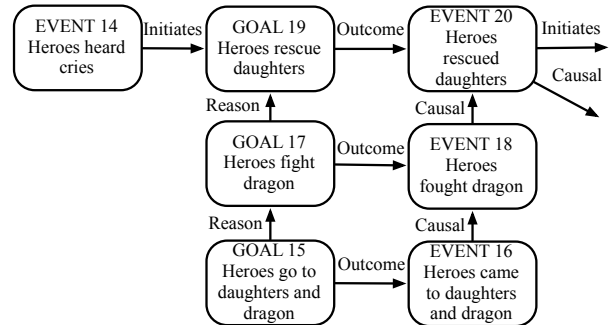 EVENT 14
Heroes heard
cries
Initiates
GOAL 19
Heroes rescue
daughters
Outcome
EVENT 20
Heroes
rescued
daughters
Initiates
Causal
Reason
Causal
GOAL 17
Heroes fight
dragon
Outcome
EVENT 18
Heroes
fought dragon
Reason
Causal
GOAL 15
Heroes go to
daughters and
dragon
Outcome
EVENT 16
Heroes came
to daughters
and dragon